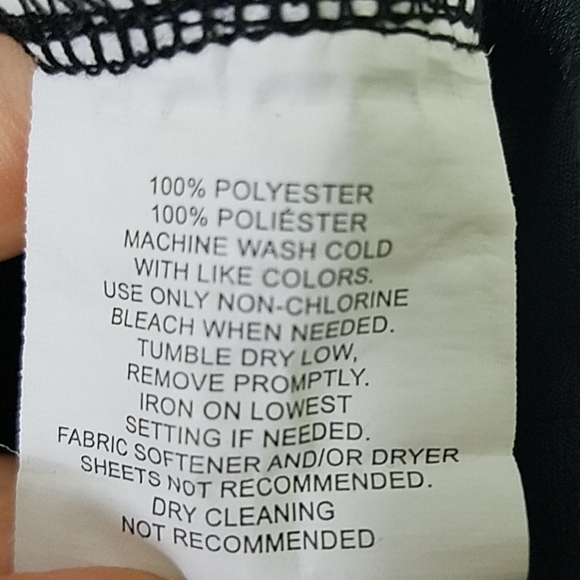 100% POLYESTER
100% POLIÉSTER
MACHINE WASH COLD
WITH LIKE COLORS.
USE ONLY NON-CHLORINE
BLEACH WHEN NEEDED.
TUMBLE DRY LOW,
REMOVE PROMPTLY.
IRON ON LOWEST
SETTING IF NEEDED.
FABRIC SOFTENER AND/OR DRYER
SHEETS NOT RECOMMENDED.
DRY CLEANING
NOT RECOMMENDED